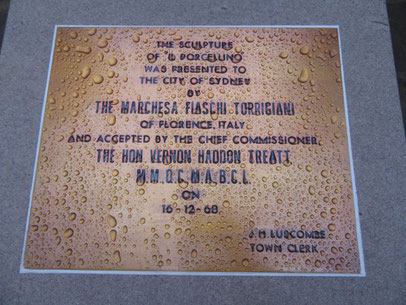 THE SCULPTURE
OF 'IL PORCELLINO'
WAS PRESENTED TO
THE CITY OF SYDNEY
BY
THE MARCHESA FIASCHI TORRIGIANI
OF FLORENCE, ITALY
AND ACCEPTED BY THE CHIEF COMMISSIONER,
THE HON. VERNON HADDON TREATT
M.M.,Q.C.,M.A.,B.C.L.
ON
16-12-68.
J.H. LUSCOMBE
TOWN CLERK